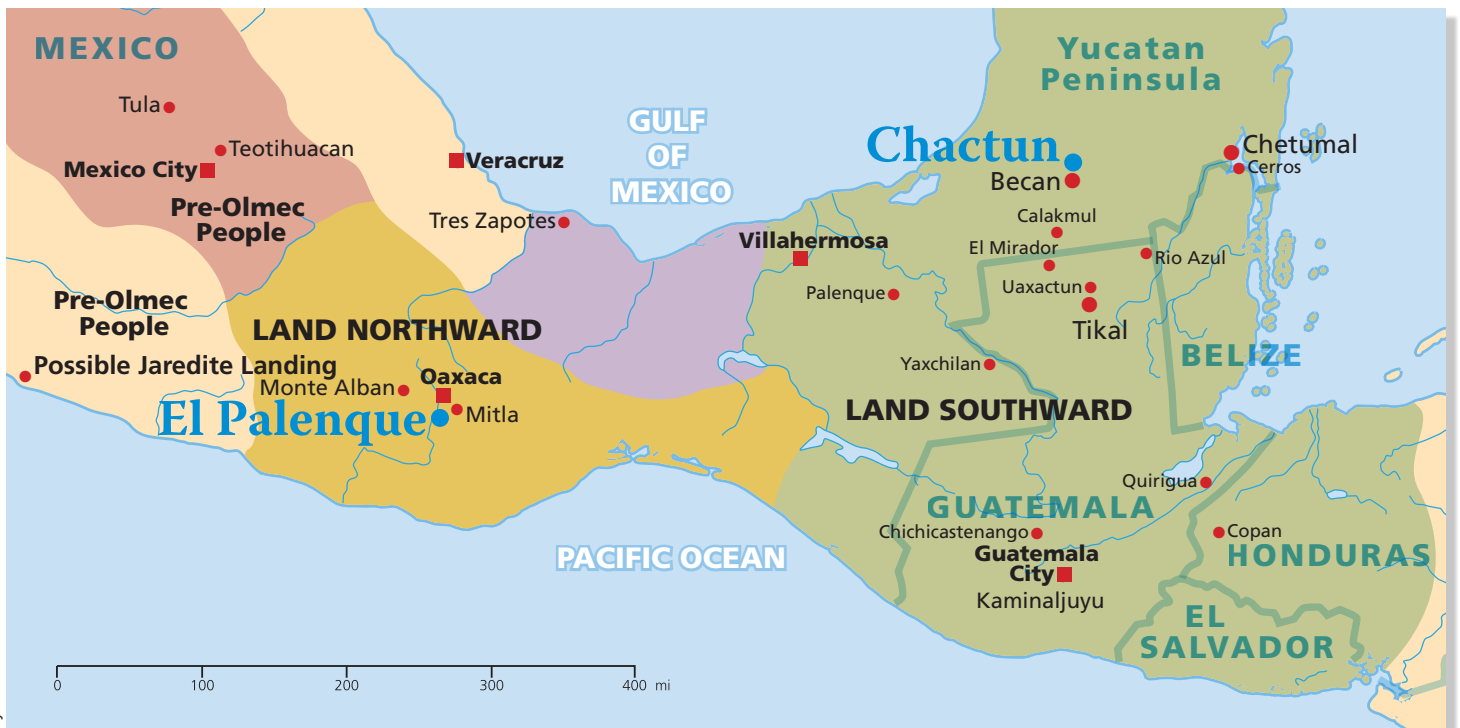 MEXICO
Tula
Teotihuacan
Mexico City
Pre-Olmec
People
Veracruz
GULF
OF
MEXICO
Tres Zapotes
Yucatan
Peninsula
Chactun
Becan
Chetumal
Cerros
Calakmul
El Mirador
Rio Azul
Uaxactun
Tikal
Villahermosa
Palenque
Yaxchilan
BELIZE
Pre-Olmec
People
LAND NORTHWARD
Possible Jaredite Landing
Monte Alban
Oaxaca
El Palenque
Mitla
LAND SOUTHWARD
Quirigua
GUATEMALA
Chichicastenango
Guatemala
City
Kaminaljuyu
Copan
HONDURAS
EL
SALVADOR
PACIFIC OCEAN
0 100 200 300 400 mi